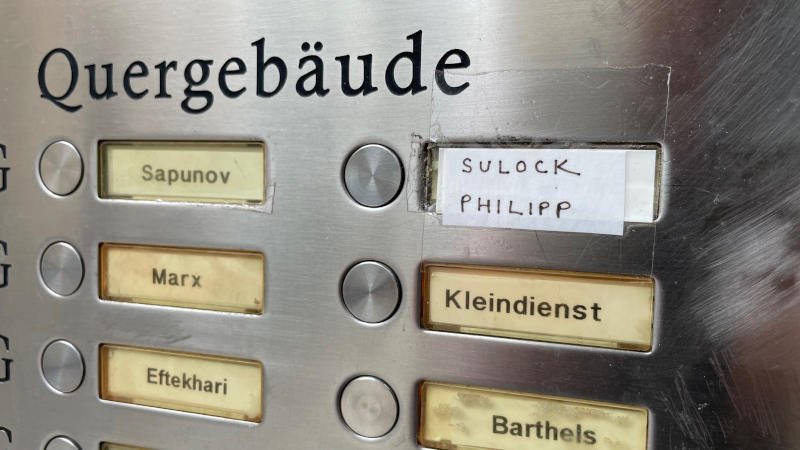 Quergebäude
G Sapunov
SULOCK
PHILIPP
G Marx
Kleindienst
G Eftekhari
Barthels